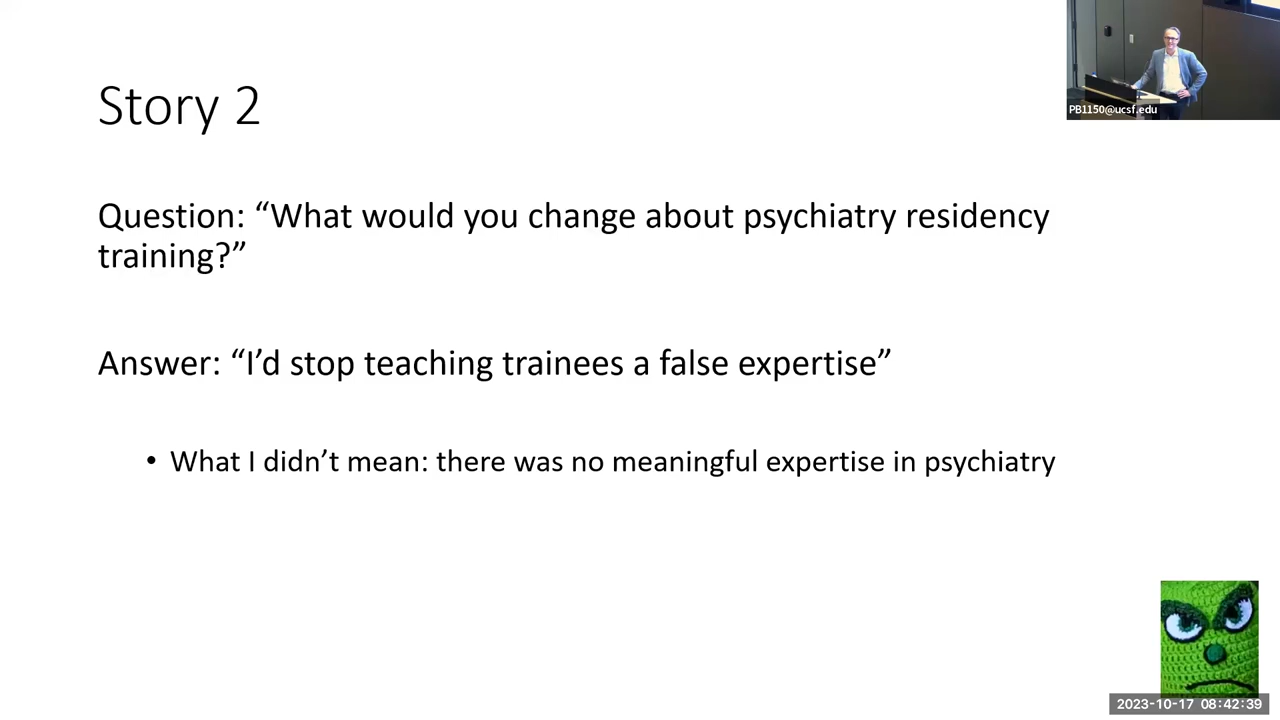 PB1150@ucsf.edu
Story 2
Question: “What would you change about psychiatry residency
training?”
Answer: “I’d stop teaching trainees a false expertise”
• What I didn’t mean: there was no meaningful expertise in psychiatry
2023-10-17 08:42:39